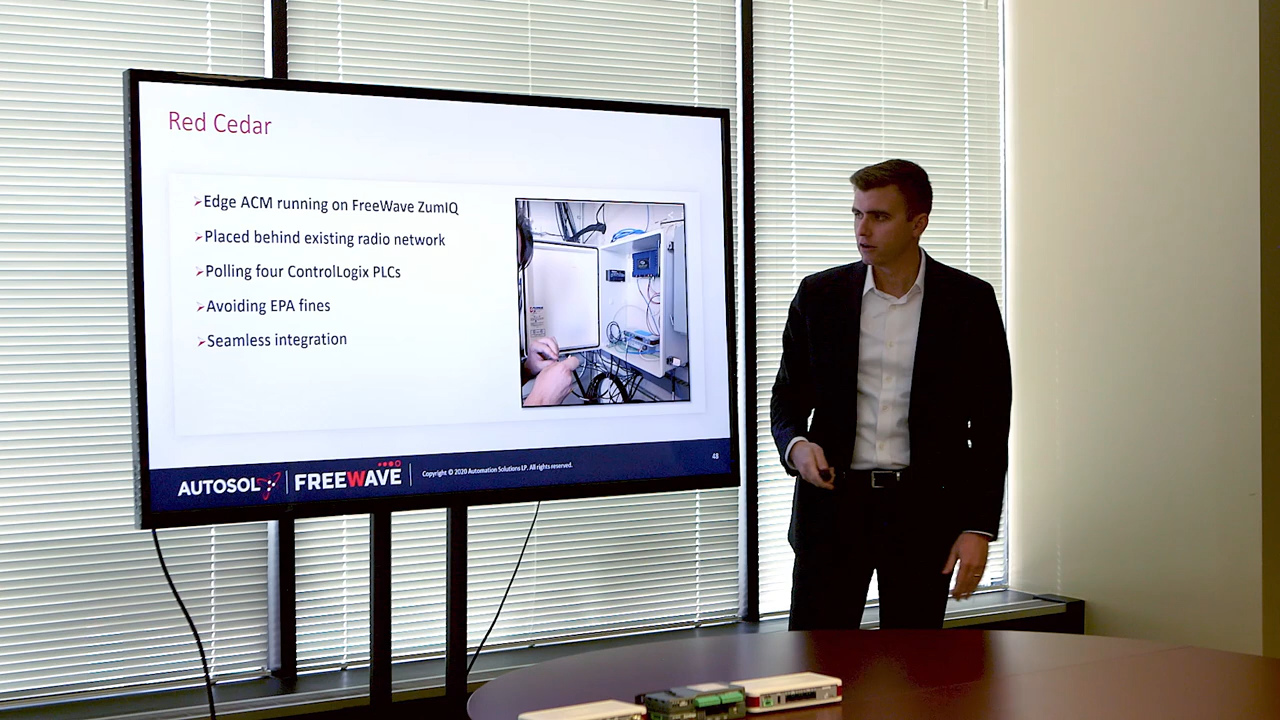 Red Cedar
➢Edge ACM running on FreeWave ZumIQ
➢Placed behind existing radio network
➢Polling four ControlLogix PLCs
➢Avoiding EPA fines
➢Seamless integration
48
AUTOSOL FREEWAVE Copyright © 2020 Automation Solutions LP. All rights reserved.